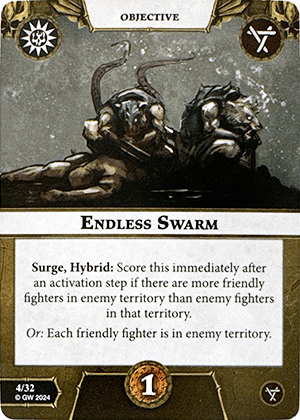 OBJECTIVE
ENDLESS SWARM
Surge, Hybrid: Score this immediately after
an activation step if there are more friendly
fighters in enemy territory than enemy fighters
in that territory.
Or: Each friendly fighter is in enemy territory.
4/32
© GW 2024
1